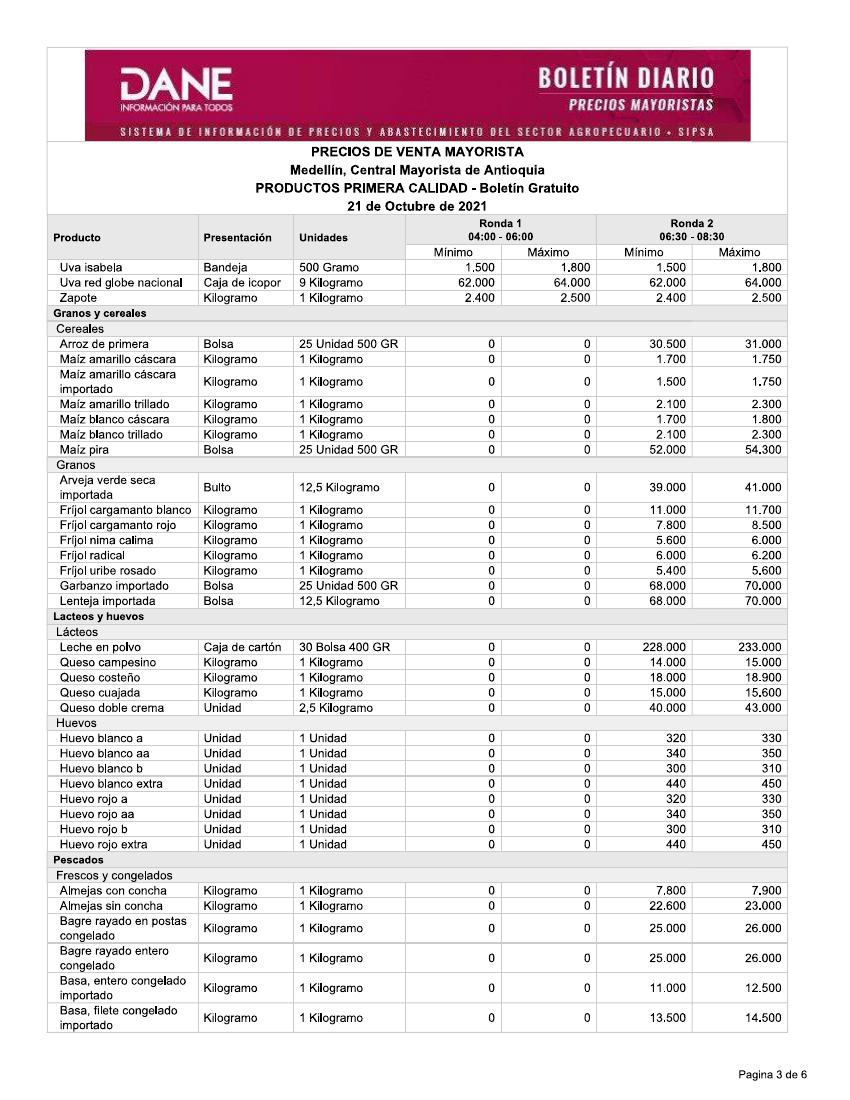 DANE
INFORMACIÓN PARA TODOS
BOLETÍN DIARIO
PRECIOS MAYORISTAS
SISTEMA DE INFORMACIÓN DE PRECIOS Y ABASTECIMIENTO DEL SECTOR AGROPECUARIO • SIPSA
PRECIOS DE VENTA MAYORISTA
Medellín, Central Mayorista de Antioquia
PRODUCTOS PRIMERA CALIDAD - Boletín Gratuito
21 de Octubre de 2021
Producto Presentación Unidades Ronda 1 Ronda 2
04:00 - 06:00 06:30 - 08:30
Mínimo Máximo Mínimo Máximo
Uva isabela Bandeja 500 Gramo 1.500 1.800 1.500 1.800
Uva red globe nacional Caja de icopor 9 Kilogramo 62.000 64.000 62.000 64.000
Zapote Kilogramo 1 Kilogramo 2.400 2.500 2.400 2.500
Granos y cereales
Cereales
Arroz de primera Bolsa 25 Unidad 500 GR 0 0 30.500 31.000
Maíz amarillo cáscara Kilogramo 1 Kilogramo 0 0 1.700 1.750
Maíz amarillo cáscara
importado Kilogramo 1 Kilogramo 0 0 1.500 1.750
Maíz amarillo trillado Kilogramo 1 Kilogramo 0 0 2.100 2.300
Maíz blanco cáscara Kilogramo 1 Kilogramo 0 0 1.700 1.800
Maíz blanco trillado Kilogramo 1 Kilogramo 0 0 2.100 2.300
Maíz pira Bolsa 25 Unidad 500 GR 0 0 52.000 54.300
Granos
Arveja verde seca
importada Bulto 12,5 Kilogramo 0 0 39.000 41.000
Fríjol cargamanto blanco Kilogramo 1 Kilogramo 0 0 11.000 11.700
Fríjol cargamanto rojo Kilogramo 1 Kilogramo 0 0 7.800 8.500
Fríjol nima calima Kilogramo 1 Kilogramo 0 0 5.600 6.000
Fríjol radical Kilogramo 1 Kilogramo 0 0 6.000 6.200
Fríjol uribe rosado Kilogramo 1 Kilogramo 0 0 5.400 5.600
Garbanzo importado Bolsa 25 Unidad 500 GR 0 0 68.000 70.000
Lenteja importada Bolsa 12,5 Kilogramo 0 0 68.000 70.000
Lacteos y huevos
Lácteos
Leche en polvo Caja de cartón 30 Bolsa 400 GR 0 0 228.000 233.000
Queso campesino Kilogramo 1 Kilogramo 0 0 14.000 15.000
Queso costeño Kilogramo 1 Kilogramo 0 0 18.000 18.900
Queso cuajada Kilogramo 1 Kilogramo 0 0 15.000 15.600
Queso doble crema Unidad 2,5 Kilogramo 0 0 40.000 43.000
Huevos
Huevo blanco a Unidad 1 Unidad 0 0 320 330
Huevo blanco aa Unidad 1 Unidad 0 0 340 350
Huevo blanco b Unidad 1 Unidad 0 0 300 310
Huevo blanco extra Unidad 1 Unidad 0 0 440 450
Huevo rojo a Unidad 1 Unidad 0 0 320 330
Huevo rojo aa Unidad 1 Unidad 0 0 340 350
Huevo rojo b Unidad 1 Unidad 0 0 300 310
Huevo rojo extra Unidad 1 Unidad 0 0 440 450
Pescados
Frescos y congelados
Almejas con concha Kilogramo 1 Kilogramo 0 0 7.800 7.900
Almejas sin concha Kilogramo 1 Kilogramo 0 0 22.600 23.000
Bagre rayado en postas
congelado Kilogramo 1 Kilogramo 0 0 25.000 26.000
Bagre rayado entero
congelado Kilogramo 1 Kilogramo 0 0 25.000 26.000
Basa, entero congelado
importado Kilogramo 1 Kilogramo 0 0 11.000 12.500
Basa, filete congelado
importado Kilogramo 1 Kilogramo 0 0 13.500 14.500
Pagina 3 de 6